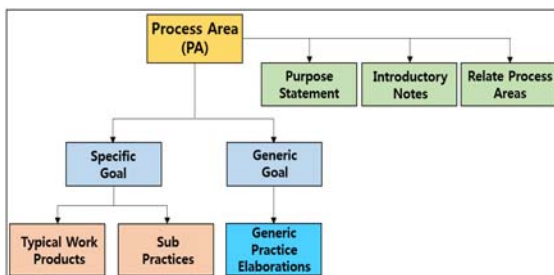 Process Area
(PA)
Purpose
Statement
Introductory
Notes
Relate Process
Areas
Specific
Goal
Generic
Goal
Typical Work
Products
Sub
Practices
Generic
Practice
Elaborations